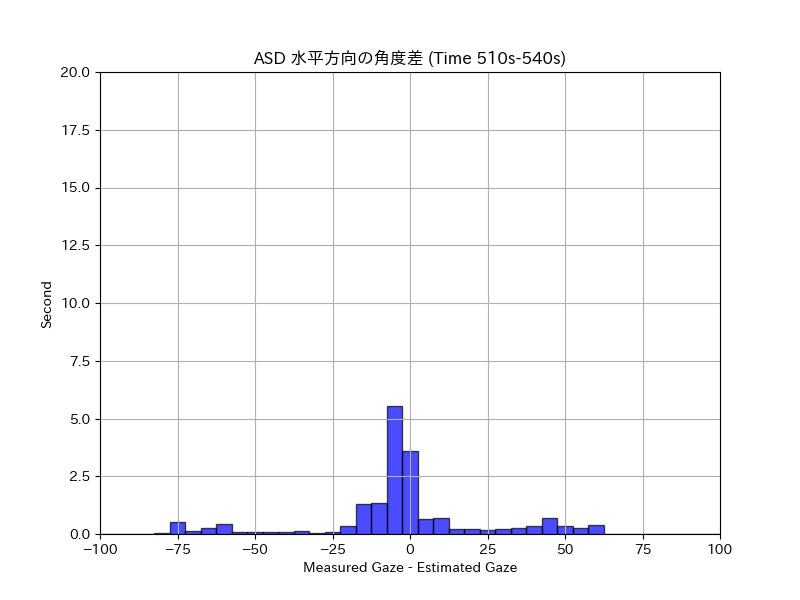 ASD 水平方向の角度差 (Time 510s-540s)
20.0
17.5
15.0
12.5
10.0
7.5
5.0
2.5
0.0
Second
−100 −75 −50 −25 0 25 50 75 100
Measured Gaze - Estimated Gaze